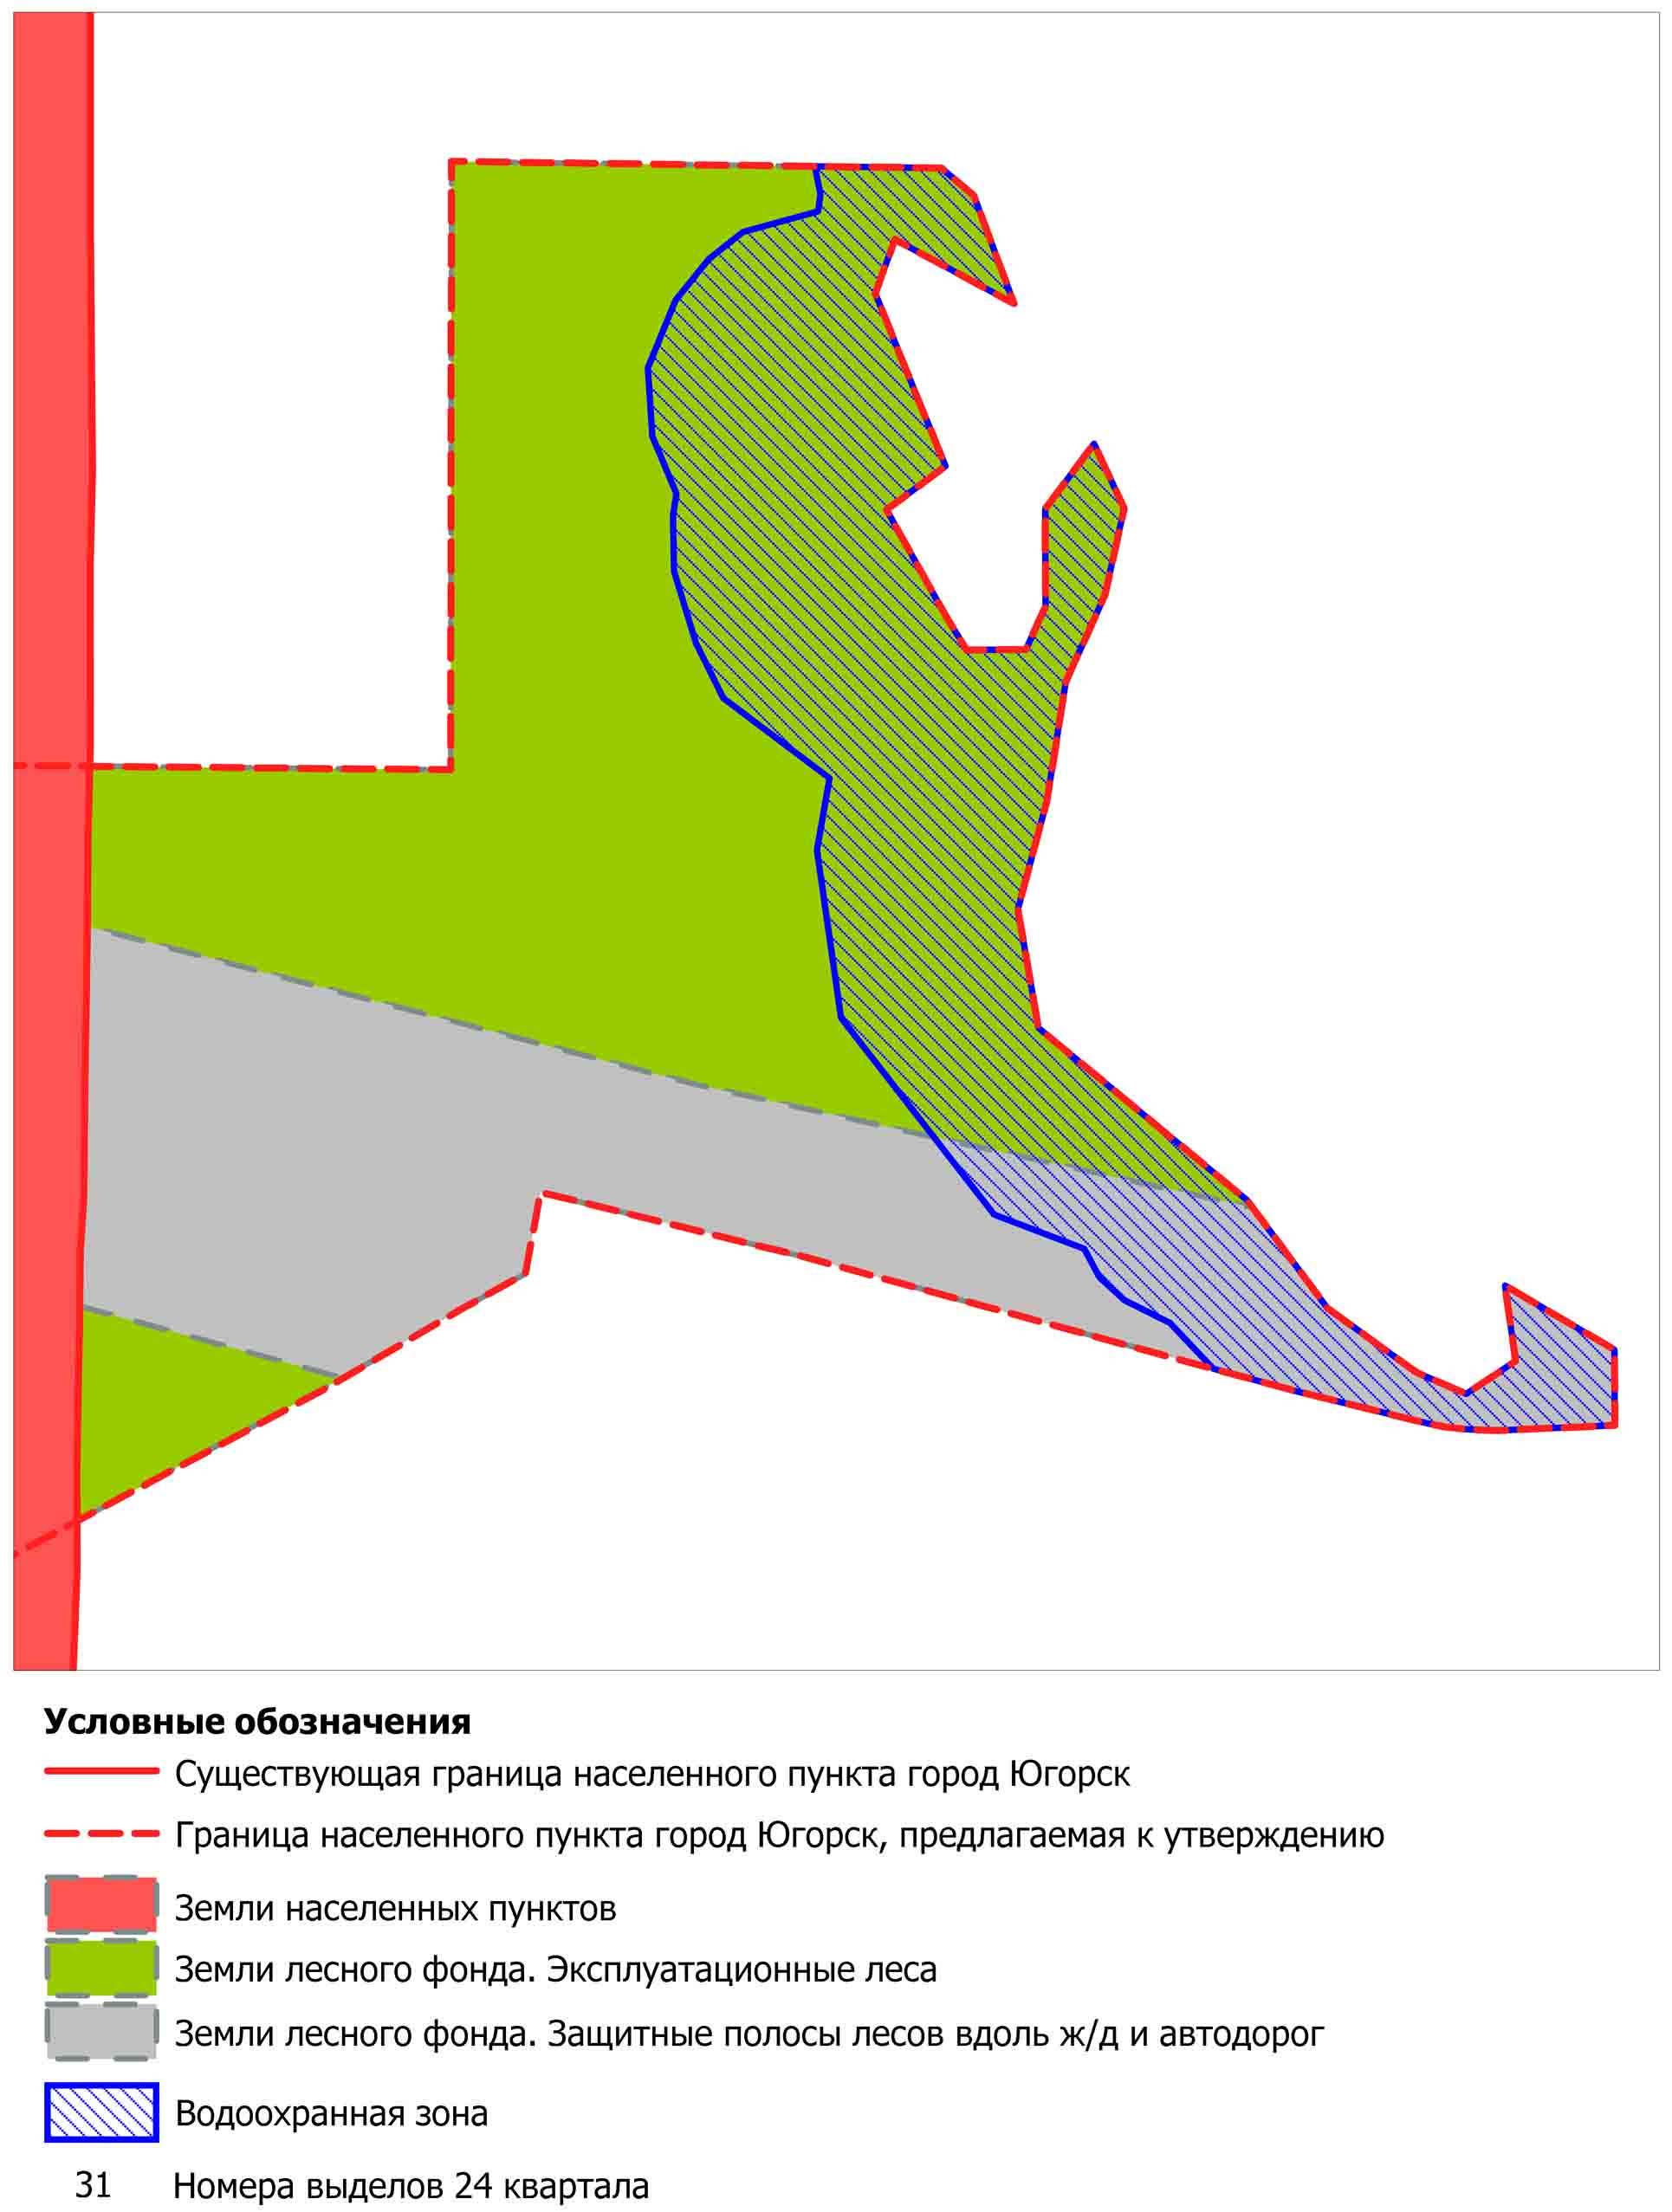 Условные обозначения
Существующая граница населенного пункта город Югорск
Граница населенного пункта город Югорск, предлагаемая к утверждению
Земли населенных пунктов
Земли лесного фонда. Эксплуатационные леса
Земли лесного фонда. Защитные полосы лесов вдоль ж/д и автодорог
Водоохранная зона
31 Номера выделов 24 квартала